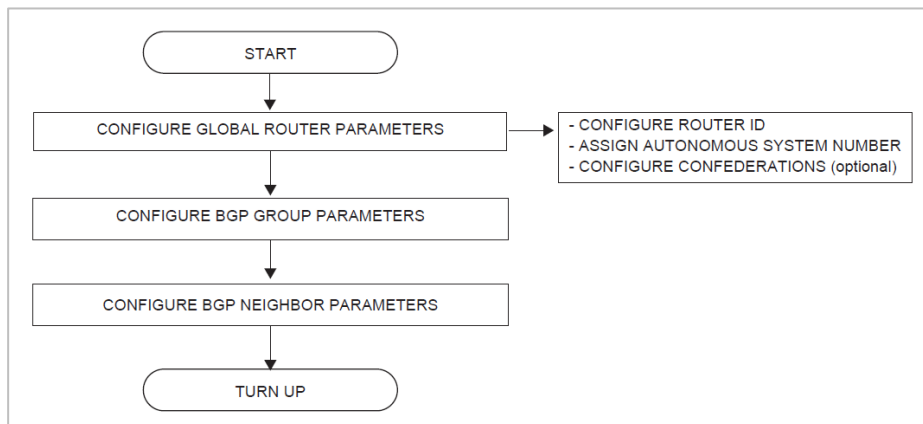 START
CONFIGURE GLOBAL ROUTER PARAMETERS
- CONFIGURE ROUTER ID
- ASSIGN AUTONOMOUS SYSTEM NUMBER
- CONFIGURE CONFEDERATIONS (optional)
CONFIGURE BGP GROUP PARAMETERS
CONFIGURE BGP NEIGHBOR PARAMETERS
TURN UP